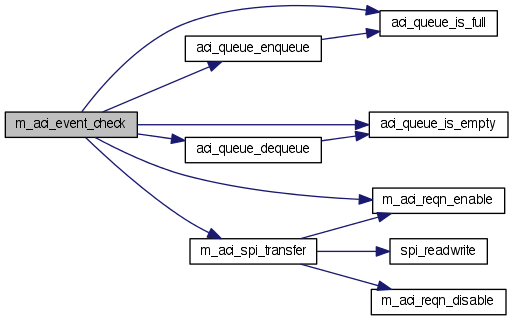 aci_queue_is_full
aci_queue_enqueue
m_aci_event_check
aci_queue_is_empty
aci_queue_dequeue
m_aci_reqn_enable
m_aci_spi_transfer
spi_readwrite
m_aci_reqn_disable